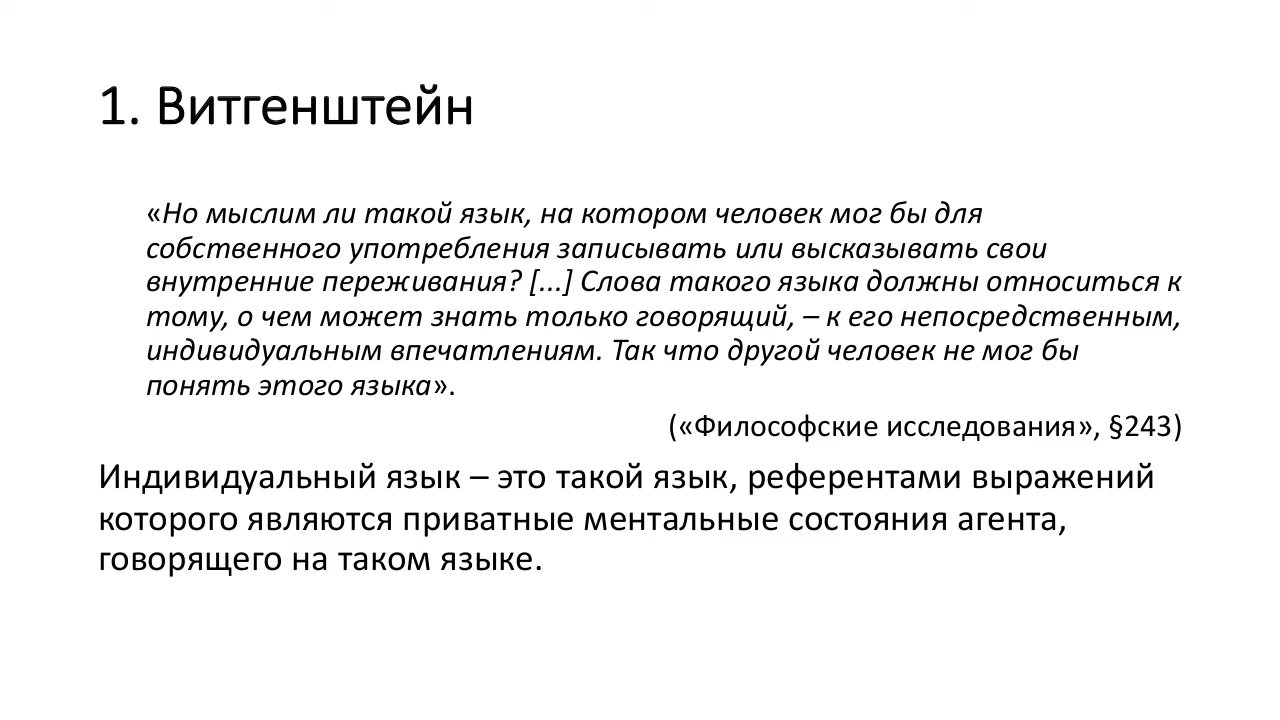 1. Витгенштейн
«Но мыслим ли такой язык, на котором человек мог бы для
собственного употребления записывать или высказывать свои
внутренние переживания? [...] Слова такого языка должны относиться к
тому, о чем может знать только говорящий, – к его непосредственным,
индивидуальным впечатлениям. Так что другой человек не мог бы
понять этого языка».
(«Философские исследования», §243)
Индивидуальный язык – это такой язык, референтами выражений
которого являются приватные ментальные состояния агента,
говорящего на таком языке.